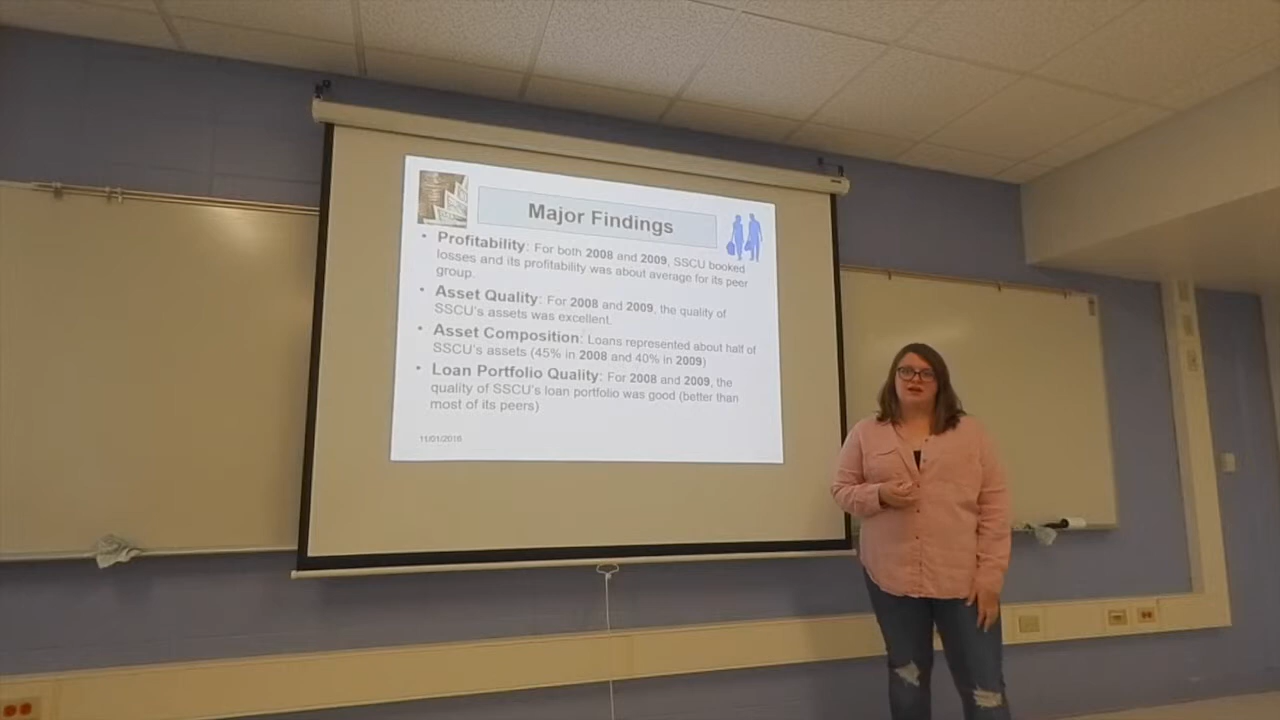 Major Findings
• Profitability: For both 2008 and 2009, SSCU booked
losses and its profitability was about average for its peer
group.
• Asset Quality: For 2008 and 2009, the quality of
SSCU's assets was excellent.
• Asset Composition: Loans represented about half of
SSCU's assets (45% in 2008 and 40% in 2009)
• Loan Portfolio Quality: For 2008 and 2009, the
quality of SSCU's loan portfolio was good (better than
most of its peers)
11/01/2016